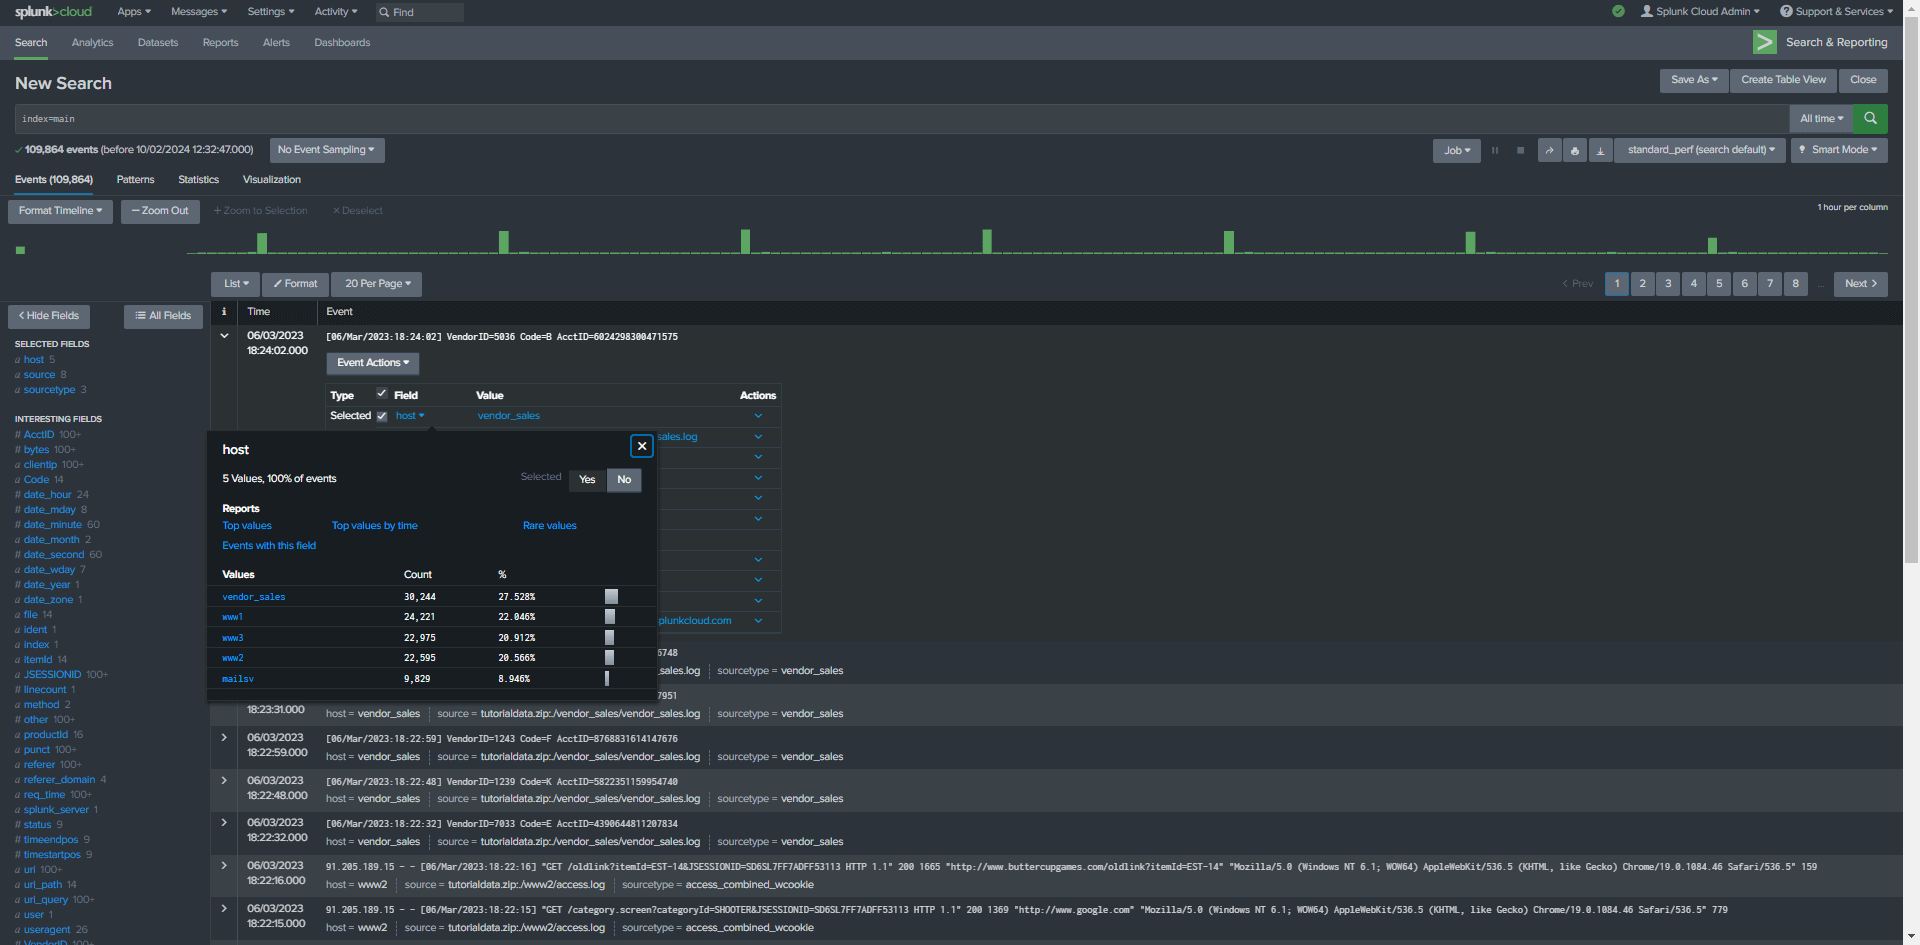 splunk>cloud Apps Messages Settings Activity Find Splunk Cloud Admin Support & Services
Search Analytics Datasets Reports Alerts Dashboards Search & Reporting
New Search Save As Create Table View Close
index=main All time
109,864 events (before 10/02/2024 12:32:47.000) No Event Sampling Job standard_perf (search default) Smart Mode
Events (109,864) Patterns Statistics Visualization
Format Timeline — Zoom Out + Zoom to Selection × Deselect 1 hour per column
List Format 20 Per Page < Prev 1 2 3 4 5 6 7 8 ... Next >
< Hide Fields All Fields
i Time Event
SELECTED FIELDS
a host 5
a source 8
a sourcetype 3
INTERESTING FIELDS
# AcctID 100+
# bytes 100+
a clientip 100+
a Code 14
# date_hour 24
# date_mday 8
# date_minute 60
a date_month 2
# date_second 60
a date_wday 7
# date_year 1
a date_zone 1
a file 14
a ident 1
a index 1
a itemId 14
a JSESSIONID 100+
# linecount 1
a method 2
# other 100+
a productId 16
a punct 100+
a referer 100+
a referer_domain 4
a req_time 100+
a splunk_server 1
# status 9
# timeendpos 9
# timestartpos 9
a uri 100+
a uri_path 14
a uri_query 100+
a user 1
a useragent 26
# VendorID 100+
06/03/2023
18:24:02.000
[06/Mar/2023:18:24:02] VendorID=5036 Code=B AcctID=6024298300471575
Event Actions
Type Field Value Actions
Selected host vendor_sales
sales.log
splunkcloud.com
host
5 Values, 100% of events Selected Yes No
Reports
Top values Top values by time Rare values
Events with this field
Values Count %
vendor_sales 30,244 27.528%
www1 24,221 22.046%
www3 22,975 20.912%
www2 22,595 20.566%
mailsv 9,829 8.946%
6748
_sales.log sourcetype = vendor_sales
7951
18:23:31.000
host = vendor_sales source = tutorialdata.zip:./vendor_sales/vendor_sales.log sourcetype = vendor_sales
06/03/2023
18:22:59.000
[06/Mar/2023:18:22:59] VendorID=1243 Code=F AcctID=8768831614147676
host = vendor_sales source = tutorialdata.zip:./vendor_sales/vendor_sales.log sourcetype = vendor_sales
06/03/2023
18:22:48.000
[06/Mar/2023:18:22:48] VendorID=1239 Code=K AcctID=5822351159954740
host = vendor_sales source = tutorialdata.zip:./vendor_sales/vendor_sales.log sourcetype = vendor_sales
06/03/2023
18:22:32.000
[06/Mar/2023:18:22:32] VendorID=7033 Code=E AcctID=4390644811207834
host = vendor_sales source = tutorialdata.zip:./vendor_sales/vendor_sales.log sourcetype = vendor_sales
06/03/2023
18:22:16.000
91.205.189.15 - - [06/Mar/2023:18:22:16] "GET /oldlink?itemId=EST-14&JSESSIONID=SD6SL7FF7ADFF53113 HTTP 1.1" 200 1665 "http://www.buttercupgames.com/oldlink?itemId=EST-14" "Mozilla/5.0 (Windows NT 6.1; WOW64) AppleWebKit/536.5 (KHTML, like Gecko) Chrome/19.0.1084.46 Safari/536.5" 159
host = www2 source = tutorialdata.zip:./www2/access.log sourcetype = access_combined_wcookie
06/03/2023
18:22:15.000
91.205.189.15 - - [06/Mar/2023:18:22:15] "GET /category.screen?categoryId=SHOOTER&JSESSIONID=SD6SL7FF7ADFF53113 HTTP 1.1" 200 1369 "http://www.google.com" "Mozilla/5.0 (Windows NT 6.1; WOW64) AppleWebKit/536.5 (KHTML, like Gecko) Chrome/19.0.1084.46 Safari/536.5" 779
host = www2 source = tutorialdata.zip:./www2/access.log sourcetype = access_combined_wcookie